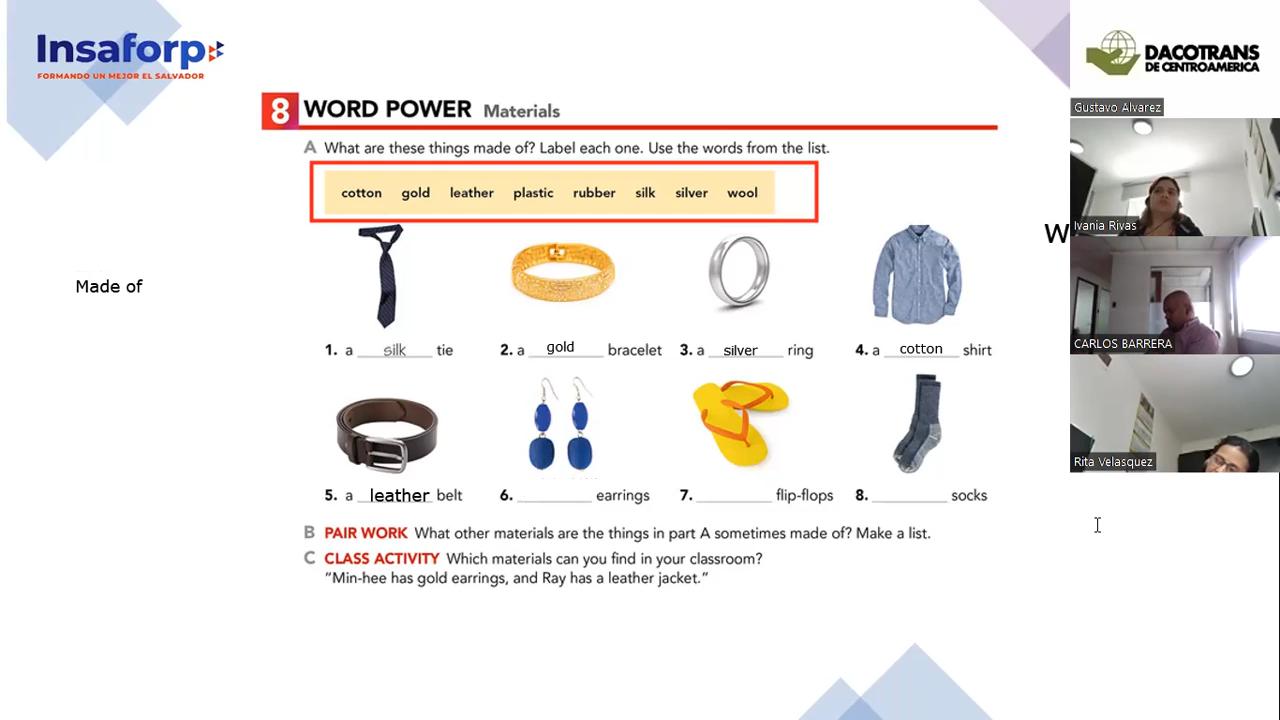 Insaforp
FORMANDO UN MEJOR EL SALVADOR
DACOTRANS
DE CENTROAMERICA
Gustavo Alvarez
Ivania Rivas
CARLOS BARRERA
Rita Velasquez
8 WORD POWER Materials
A What are these things made of? Label each one. Use the words from the list.
cotton gold leather plastic rubber silk silver wool
W
Made of
1. a silk tie 2. a gold bracelet 3. a silver ring 4. a cotton shirt
5. a leather belt 6. ________ earrings 7. ________ flip-flops 8. ________ socks
B PAIR WORK What other materials are the things in part A sometimes made of? Make a list.
C CLASS ACTIVITY Which materials can you find in your classroom?
“Min-hee has gold earrings, and Ray has a leather jacket.”